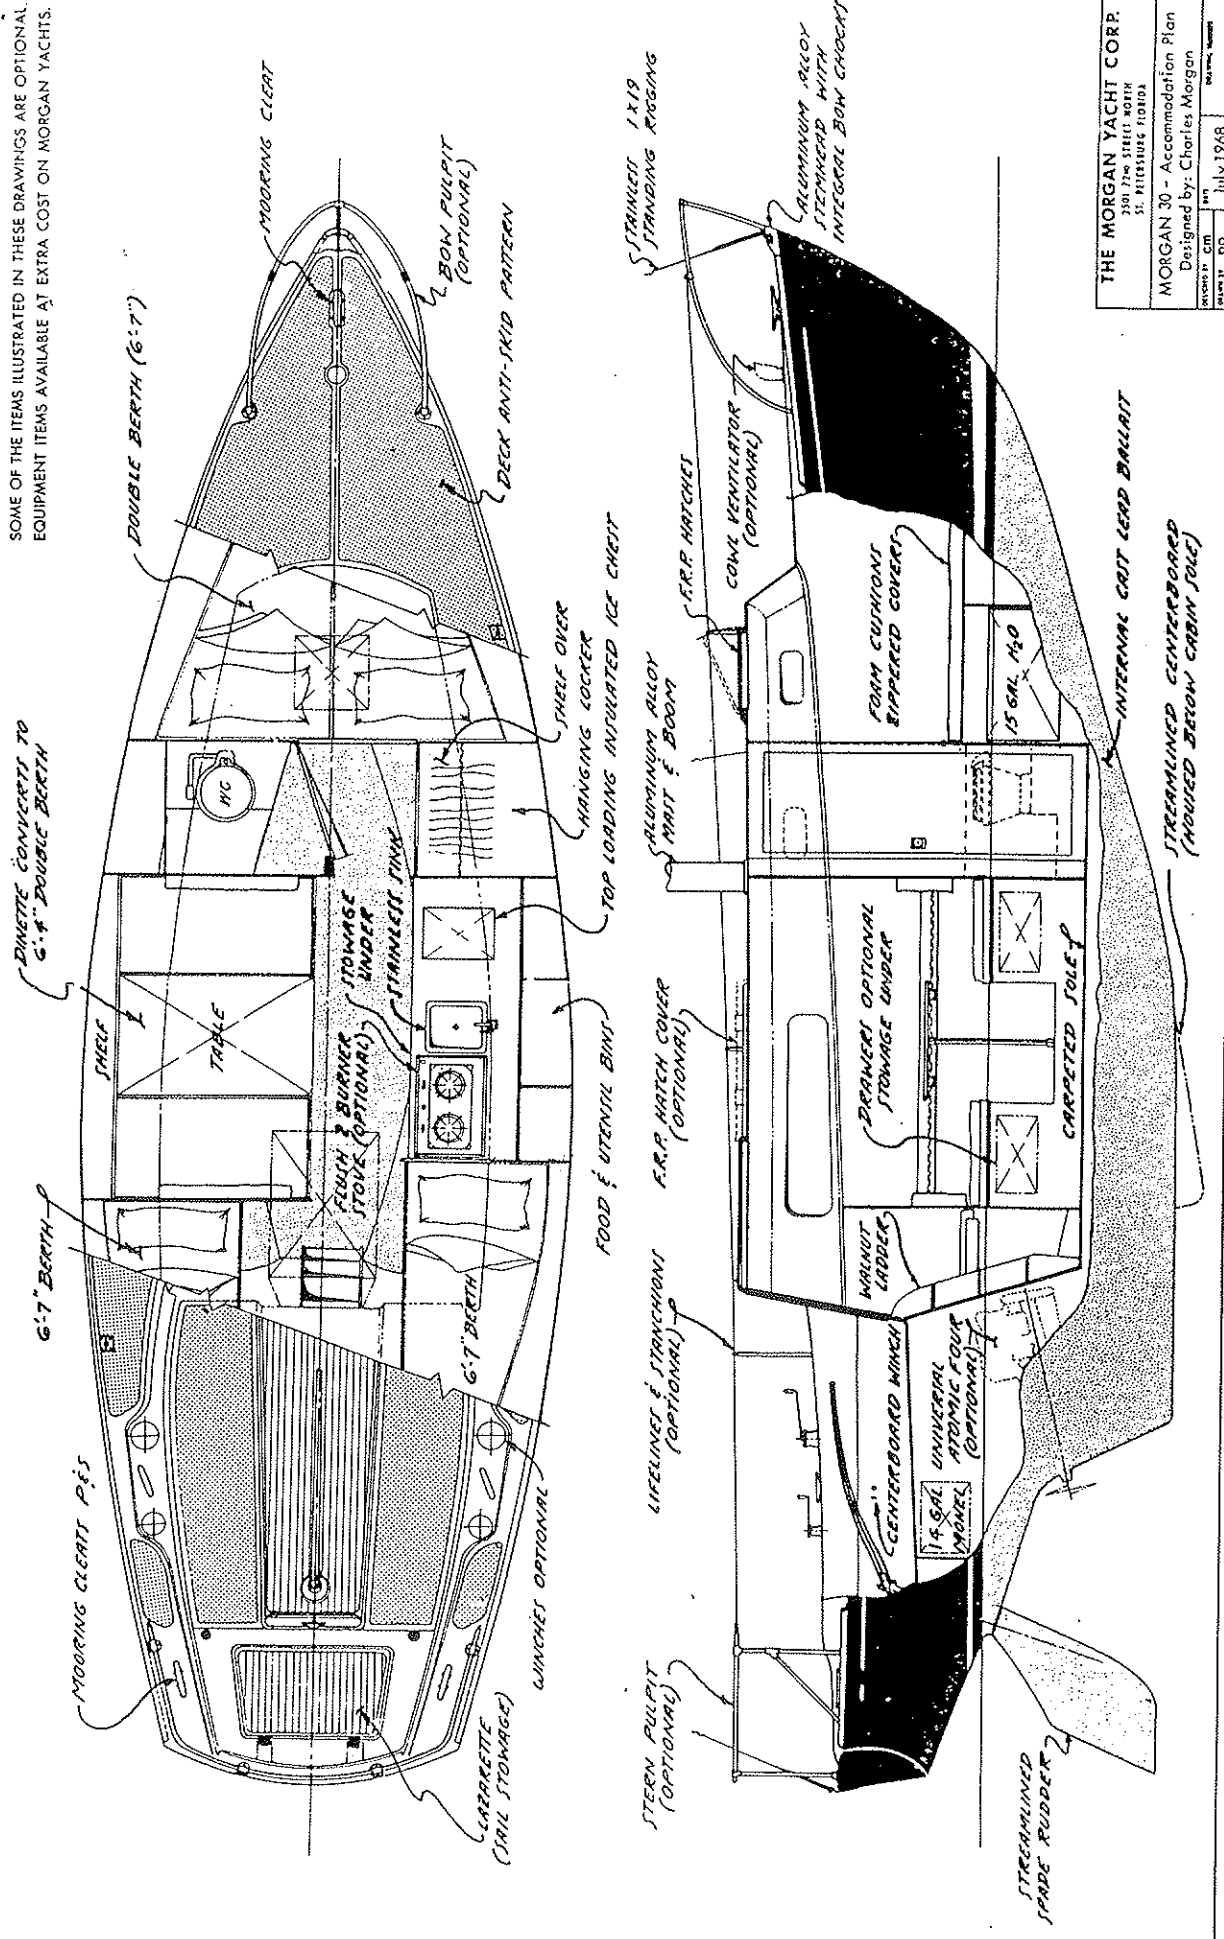 SOME OF THE ITEMS ILLUSTRATED IN THESE DRAWINGS ARE OPTIONAL.
EQUIPMENT ITEMS AVAILABLE AT EXTRA COST ON MORGAN YACHTS.
DINETTE CONVERTS TO
6'-4" DOUBLE BERTH
DOUBLE BERTH (6'-7")
MOORING CLEAT
6'-7" BERTH
MOORING CLEATS P & S
SHELF
TABLE
WC
BOW PULPIT
(OPTIONAL)
DECK ANTI-SKID PATTERN
FLUSH 2 BURNER
STOVE (OPTIONAL)
STOWAGE
UNDER
STAINLESS SINK
6'-7" BERTH
SHELF OVER
HANGING LOCKER
TOP LOADING INSULATED ICE CHEST
FOOD & UTENSIL BINS
WINCHES OPTIONAL
LAZARETTE
(SAIL STOWAGE)
STERN PULPIT
(OPTIONAL)
LIFELINES & STANCHIONS
(OPTIONAL)
F.R.P. HATCH COVER
(OPTIONAL)
ALUMINUM ALLOY
MAST & BOOM
F.R.P. HATCHES
COWL VENTILATOR
(OPTIONAL)
STAINLESS 1X19
STANDING RIGGING
ALUMINUM ALLOY
STEMHEAD WITH
INTEGRAL BOW CHOCKS
FOAM CUSHIONS
ZIPPERED COVERS
15 GAL H2O
DRAWERS OPTIONAL
STOWAGE UNDER
WALNUT
LADDER
CARPETED SOLE
CENTERBOARD WINCH
UNIVERSAL
ATOMIC FOUR
(OPTIONAL)
14 GAL
MONEL
INTERNAL CAST LEAD BALLAST
STREAMLINED CENTERBOARD
(HOUSED BELOW CABIN SOLE)
STREAMLINED
SPADE RUDDER
THE MORGAN YACHT CORP.
2501 22ND STREET NORTH
ST. PETERSBURG FLORIDA
MORGAN 30 - Accommodation Plan
Designed by: Charles Morgan
DESIGNED BY CM
DATE
July 1968
DRAWN BY
DRAWING NUMBER